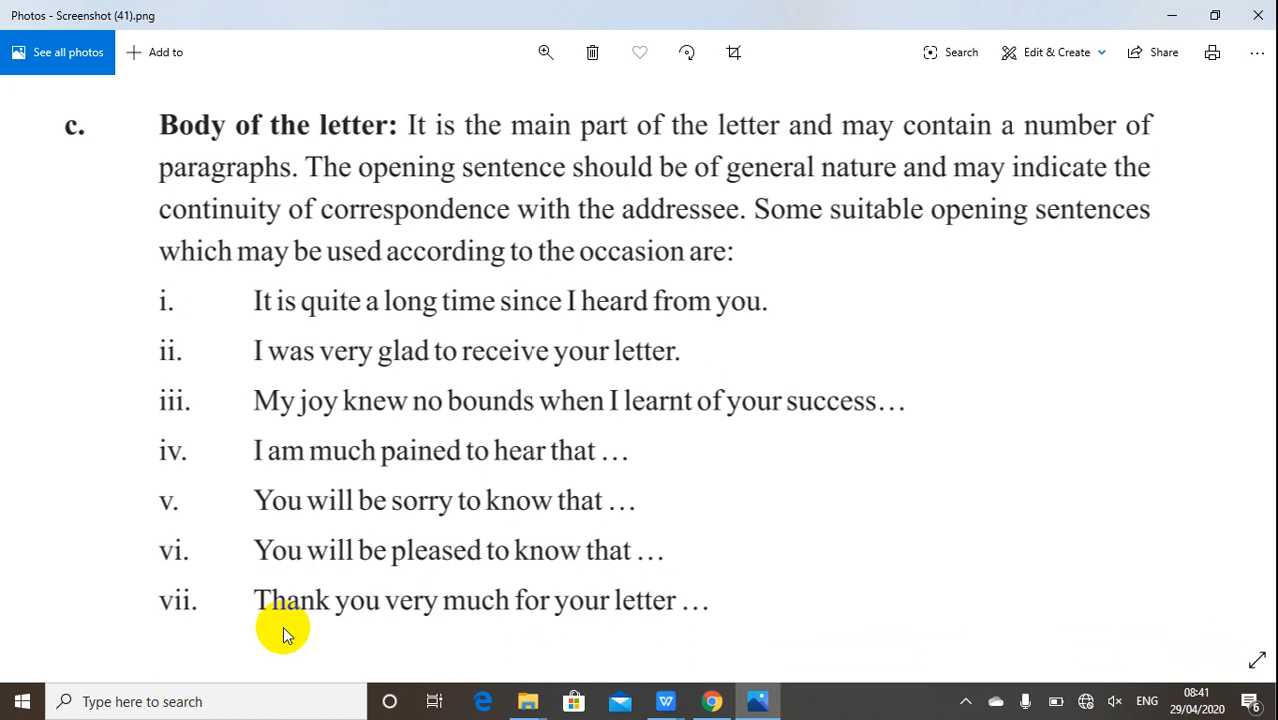 Photos - Screenshot (41).png
See all photos
Add to
Search
Edit & Create
Share
c. Body of the letter: It is the main part of the letter and may contain a number of
paragraphs. The opening sentence should be of general nature and may indicate the
continuity of correspondence with the addressee. Some suitable opening sentences
which may be used according to the occasion are:
i. It is quite a long time since I heard from you.
ii. I was very glad to receive your letter.
iii. My joy knew no bounds when I learnt of your success…
iv. I am much pained to hear that …
v. You will be sorry to know that …
vi. You will be pleased to know that …
vii. Thank you very much for your letter …
Type here to search
ENG
08:41
29/04/2020
6